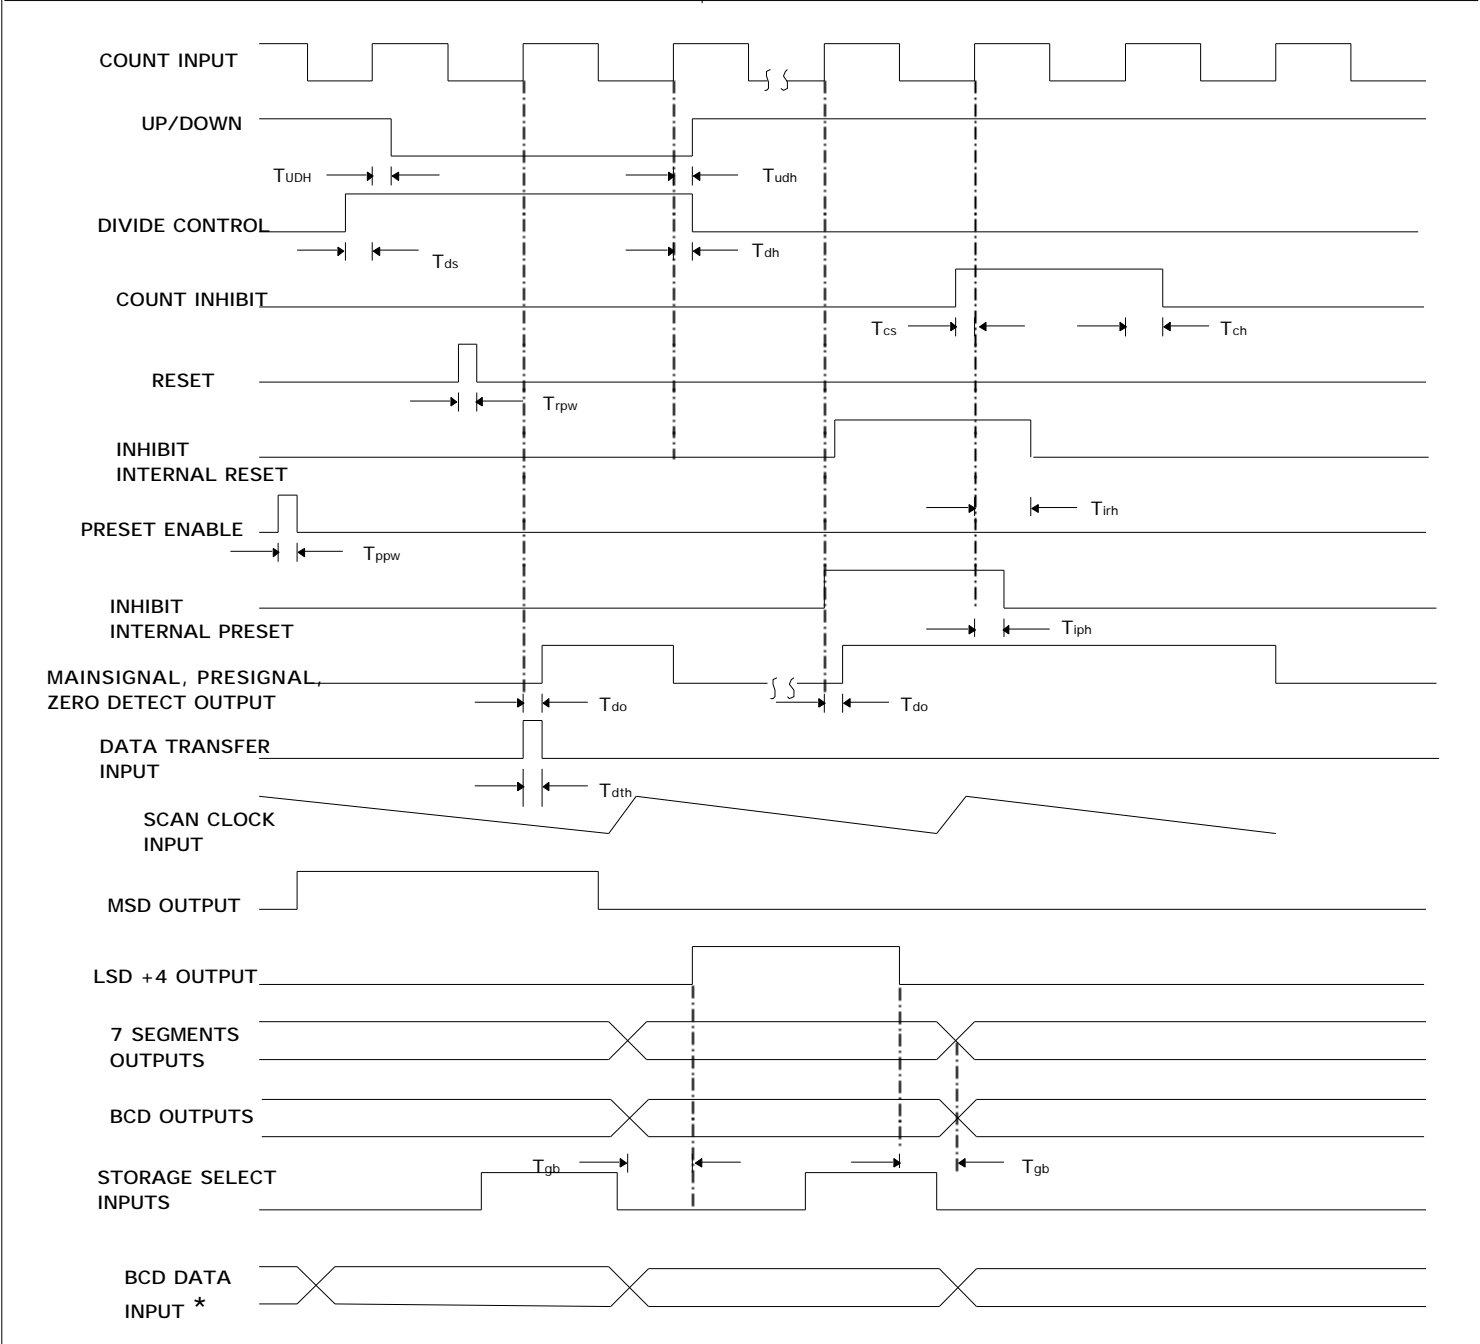 COUNT INPUT
UP/DOWN
TUDH
Tudh
DIVIDE CONTROL
Tds
Tdh
COUNT INHIBIT
Tcs
Tch
RESET
Trpw
INHIBIT
INTERNAL RESET
Tirh
PRESET ENABLE
Tppw
INHIBIT
INTERNAL PRESET
Tiph
MAINSIGNAL, PRESIGNAL,
ZERO DETECT OUTPUT
Tdo
Tdo
DATA TRANSFER
INPUT
Tdth
SCAN CLOCK
INPUT
MSD OUTPUT
LSD +4 OUTPUT
7 SEGMENTS
OUTPUTS
BCD OUTPUTS
Tgb
Tgb
STORAGE SELECT
INPUTS
BCD DATA
INPUT *